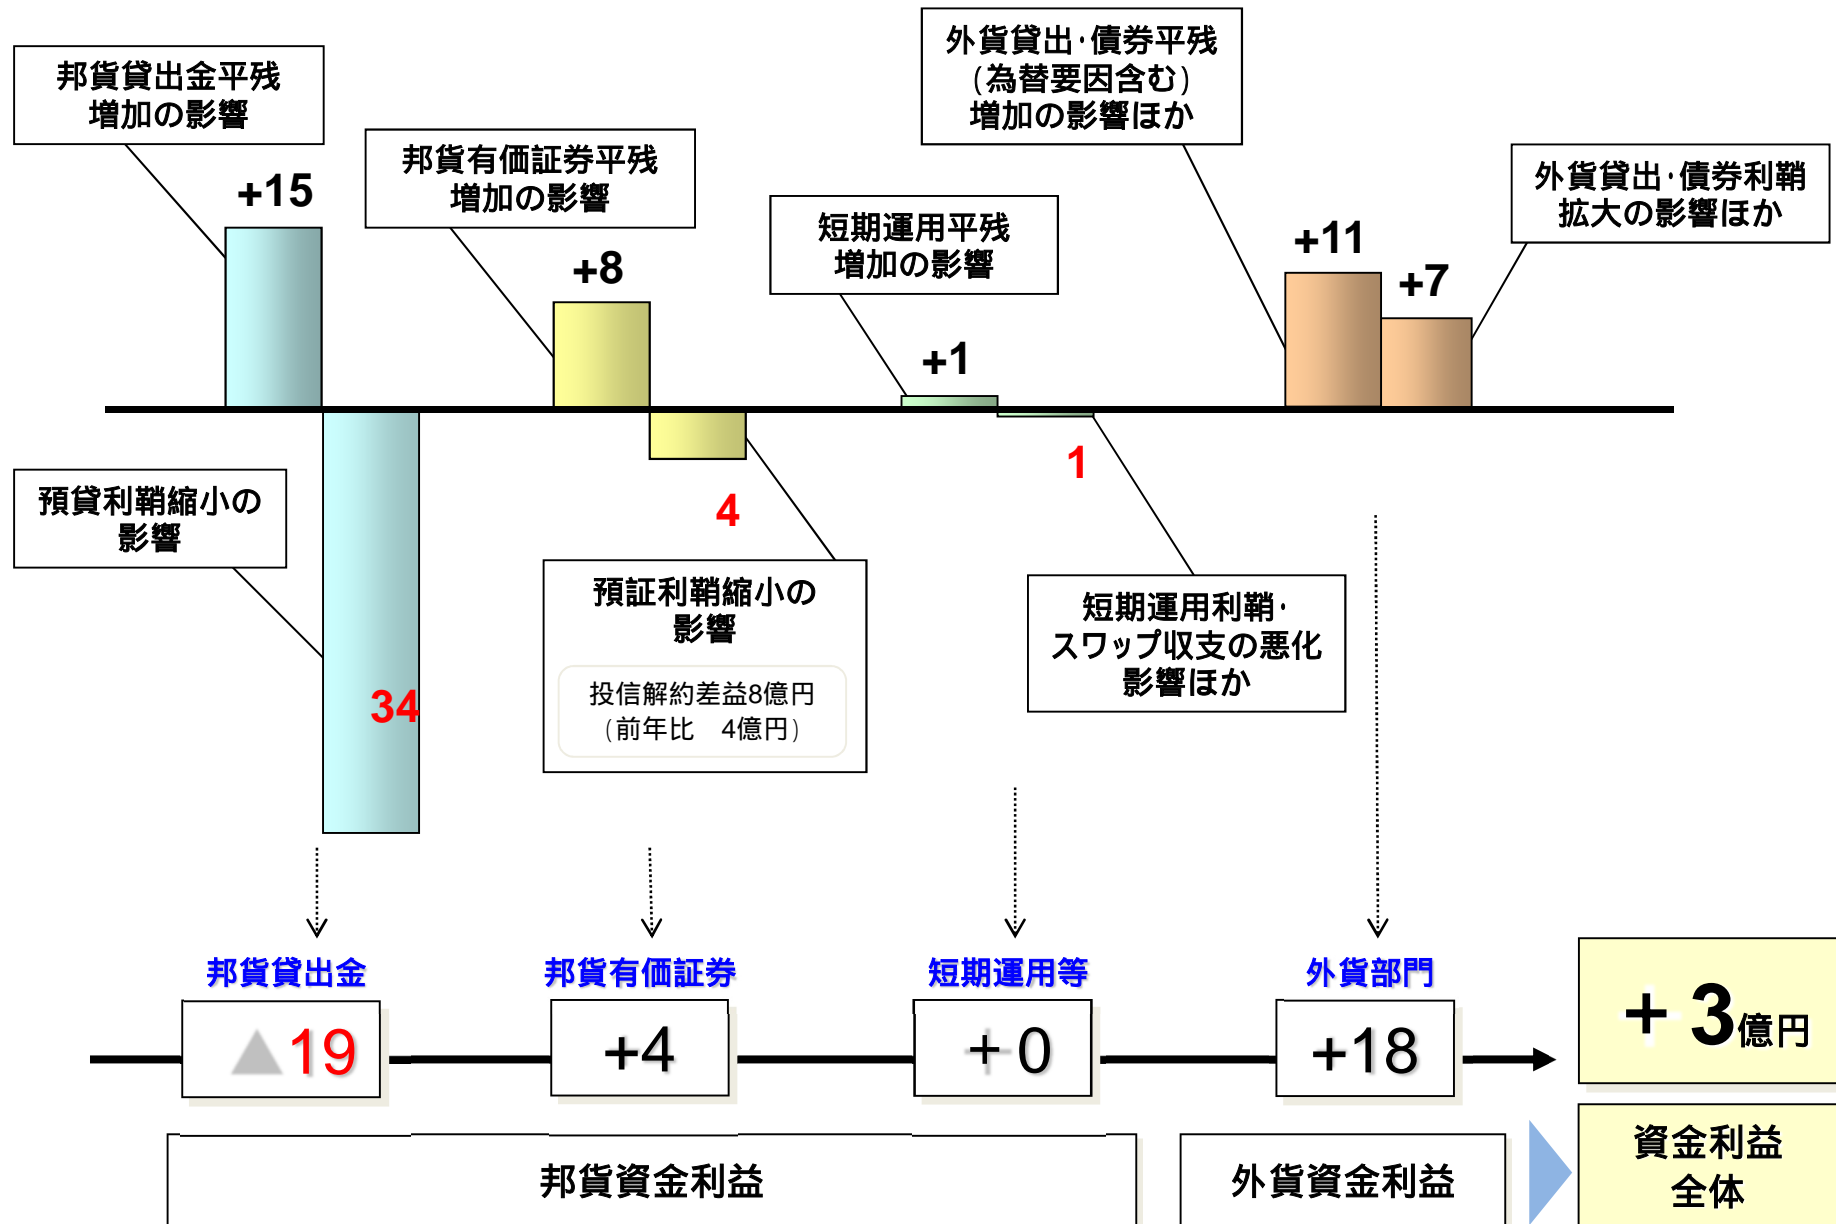 外貨貸出・債券平残
(為替要因含む)
増加の影響ほか
邦貨貸出金平残
増加の影響
邦貨有価証券平残
増加の影響
外貨貸出・債券利鞘
拡大の影響ほか
短期運用平残
増加の影響
+15
+8
+1
+11
+7
預貸利鞘縮小の
影響
34
4
1
預証利鞘縮小の
影響
投信解約差益8億円
(前年比 4億円)
短期運用利鞘・
スワップ収支の悪化
影響ほか
邦貨貸出金
邦貨有価証券
短期運用等
外貨部門
▲19
+4
+0
+18
+3億円
邦貨資金利益
外貨資金利益
資金利益
全体